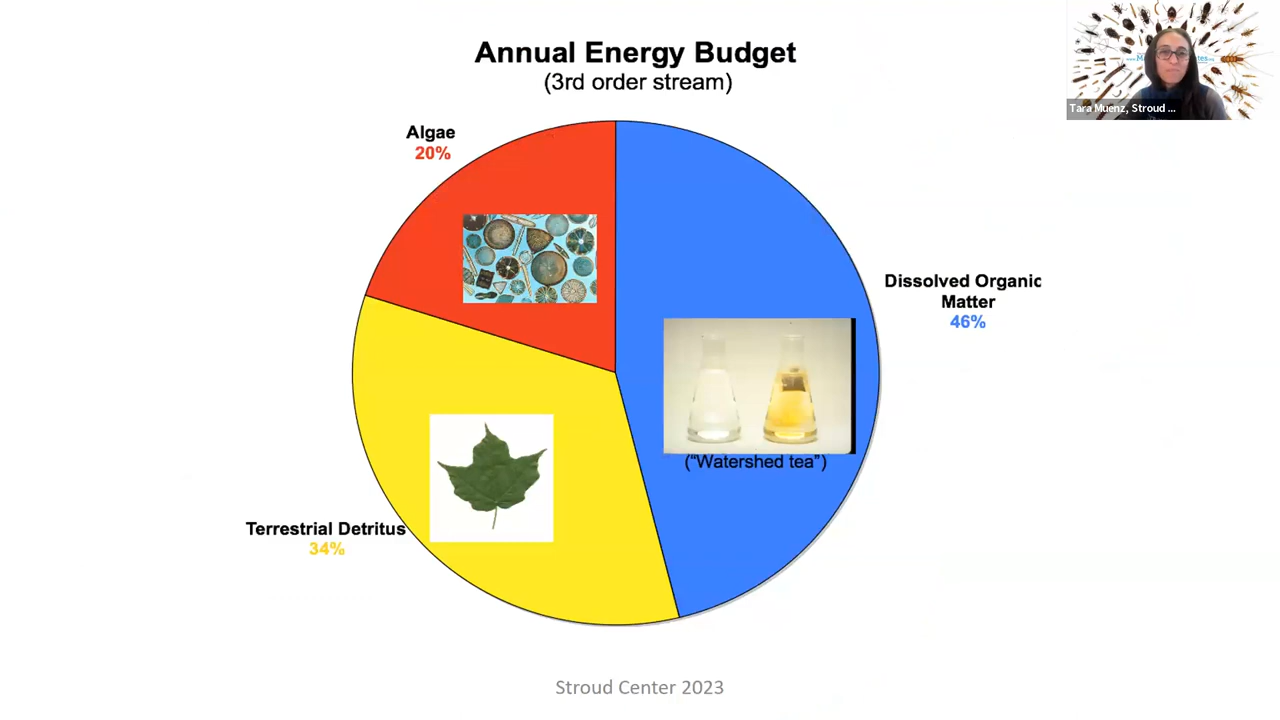 Annual Energy Budget
(3rd order stream)
Algae
20%
Dissolved Organic
Matter
46%
("Watershed tea")
Terrestrial Detritus
34%
Stroud Center 2023
Tara Muenz, Stroud ...